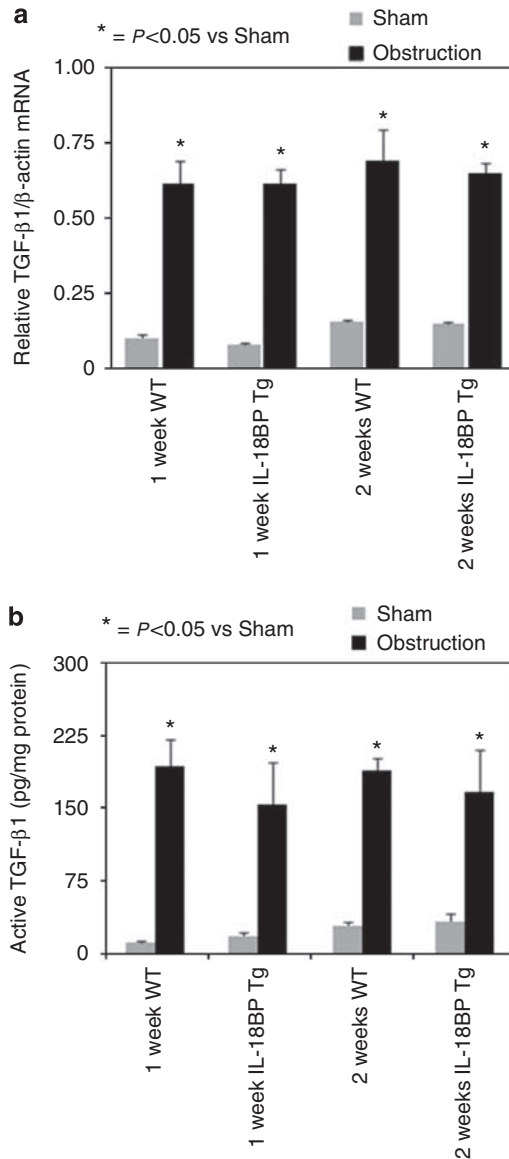 a
* = P<0.05 vs Sham
Sham
Obstruction
Relative TGF-β1/β-actin mRNA
1.00
0.75
0.50
0.25
0
* * * *
1 week WT
1 week IL-18BP Tg
2 weeks WT
2 weeks IL-18BP Tg
b
* = P<0.05 vs Sham
Sham
Obstruction
Active TGF-β1 (pg/mg protein)
300
225
150
75
0
* * * *
1 week WT
1 week IL-18BP Tg
2 weeks WT
2 weeks IL-18BP Tg